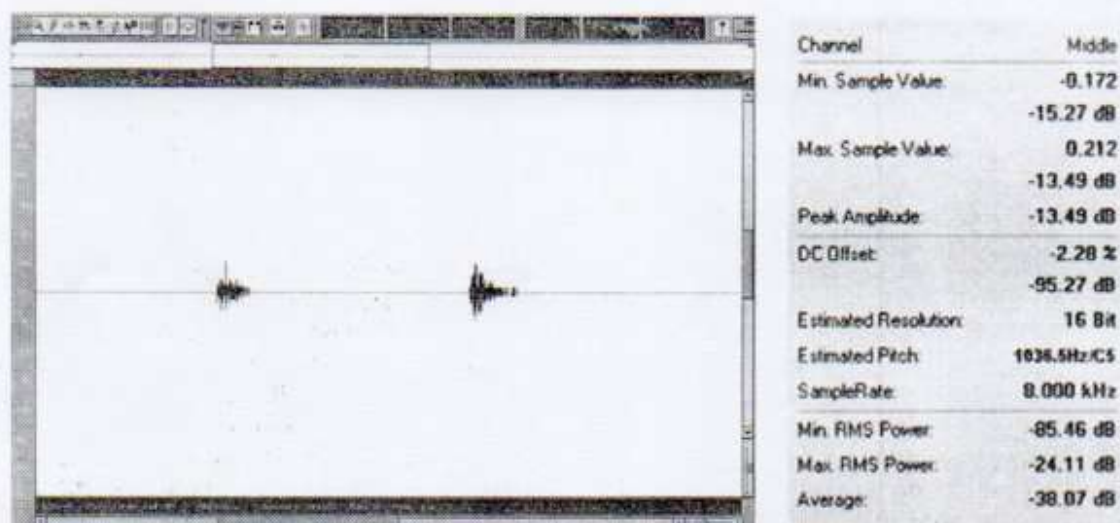 Channel Middle
Min. Sample Value: -0.172
-15.27 dB
Max. Sample Value: 0.212
-13.49 dB
Peak Amplitude: -13.49 dB
DC Offset: -2.28 %
-95.27 dB
Estimated Resolution: 16 Bit
Estimated Pitch: 1036.5Hz/C5
SampleRate: 8.000 kHz
Min. RMS Power: -85.46 dB
Max. RMS Power: -24.11 dB
Average: -38.07 dB